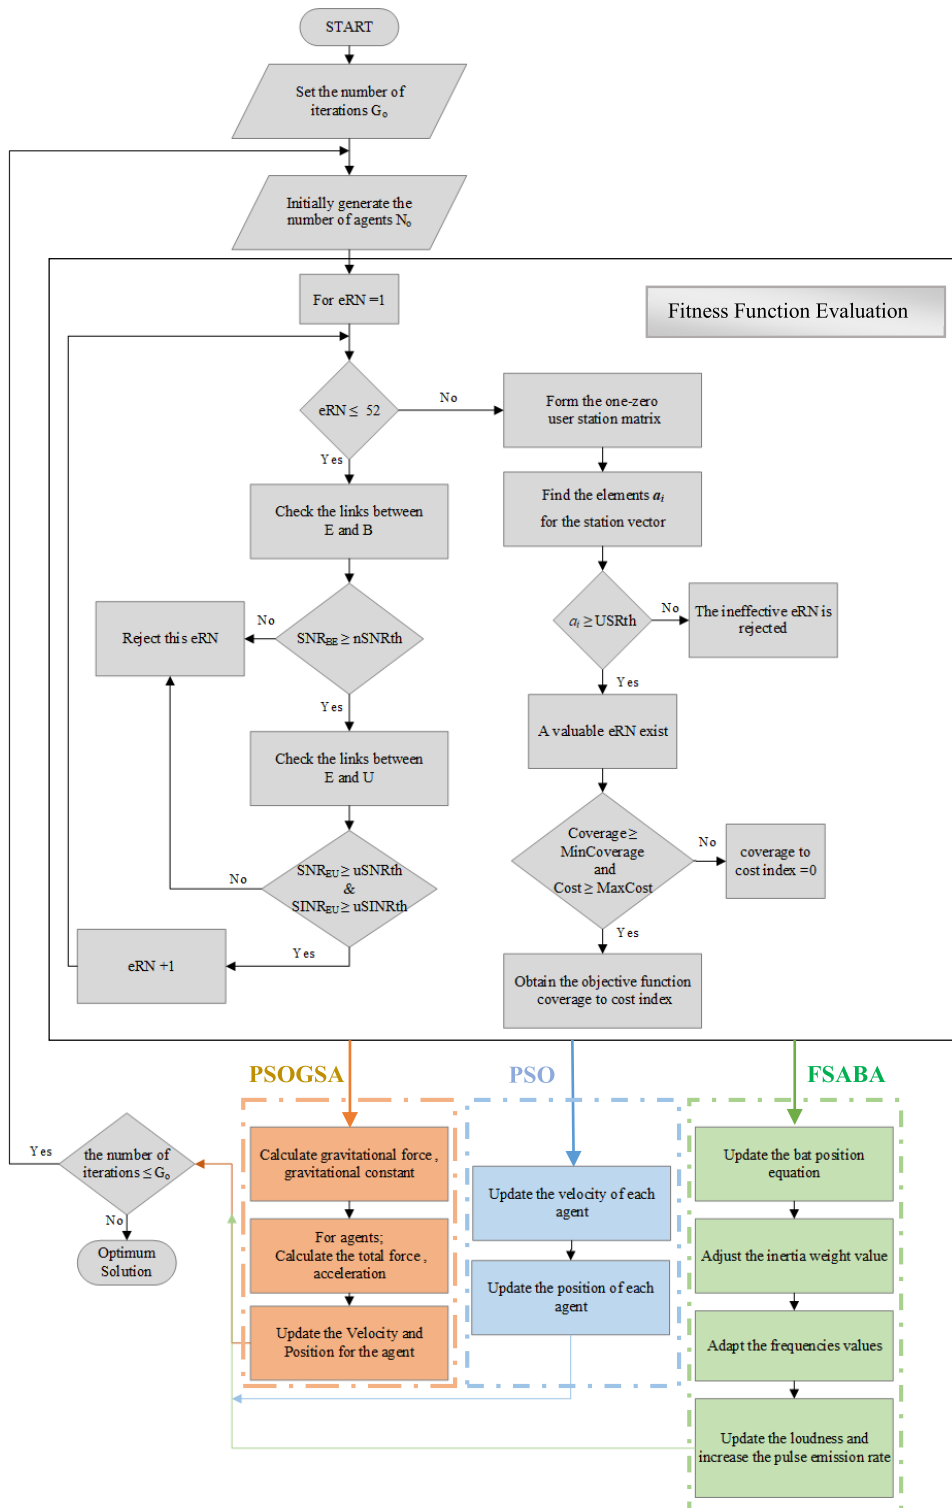 START
Set the number of
iterations Gₒ
Initially generate the
number of agents Nₒ
For eRN =1
Fitness Function Evaluation
eRN ≤ 52
No
Yes
Form the one-zero
user station matrix
Check the links between
E and B
Find the elements aᵢ
for the station vector
SNR_BE ≥ nSNRth
No
Yes
Reject this eRN
aᵢ ≥ USRth
No
Yes
The ineffective eRN is
rejected
Check the links between
E and U
A valuable eRN exist
SNR_EU ≥ uSNRth
&
SINR_EU ≥ uSINRth
No
Yes
Coverage ≥
MinCoverage
and
Cost ≥ MaxCost
No
Yes
coverage to
cost index =0
eRN +1
Obtain the objective function
coverage to cost index
PSOGSA
PSO
FSABA
Yes
the number of
iterations ≤ Gₒ
No
Optimum
Solution
Calculate gravitational force ,
gravitational constant
For agents;
Calculate the total force ,
acceleration
Update the Velocity and
Position for the agent
Update the velocity of each
agent
Update the position of each
agent
Update the bat position
equation
Adjust the inertia weight value
Adapt the frequencies values
Update the loudness and
increase the pulse emission rate